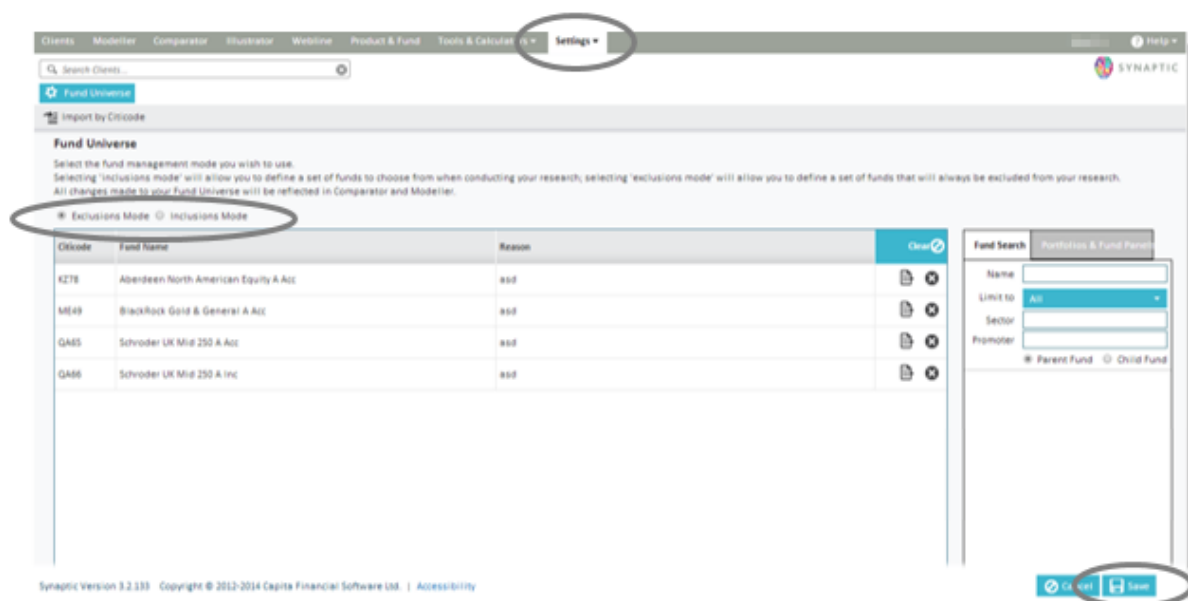 Clients Modeller Comparator Illustrator Webline Product & Fund Tools & Calculators Settings Help
Search Clients...
SYNAPTIC
Fund Universe
Import by Citicode
Fund Universe
Select the fund management mode you wish to use.
Selecting 'inclusions mode' will allow you to define a set of funds to choose from when conducting your research; selecting 'exclusions mode' will allow you to define a set of funds that will always be excluded from your research.
All changes made to your Fund Universe will be reflected in Comparator and Modeller.
Exclusions Mode Inclusions Mode
Citicode Fund Name Reason Clear
KZ78 Aberdeen North American Equity A Acc asd
ME49 BlackRock Gold & General A Acc asd
GA65 Schroder UK Mid 250 A Acc asd
GA66 Schroder UK Mid 250 A Inc asd
Fund Search Portfolios & Fund Panels
Name
Limit to All
Sector
Promoter
Parent Fund Child Fund
Synaptic Version 3.2.133 Copyright © 2012-2014 Capita Financial Software Ltd. | Accessibility
Cancel Save